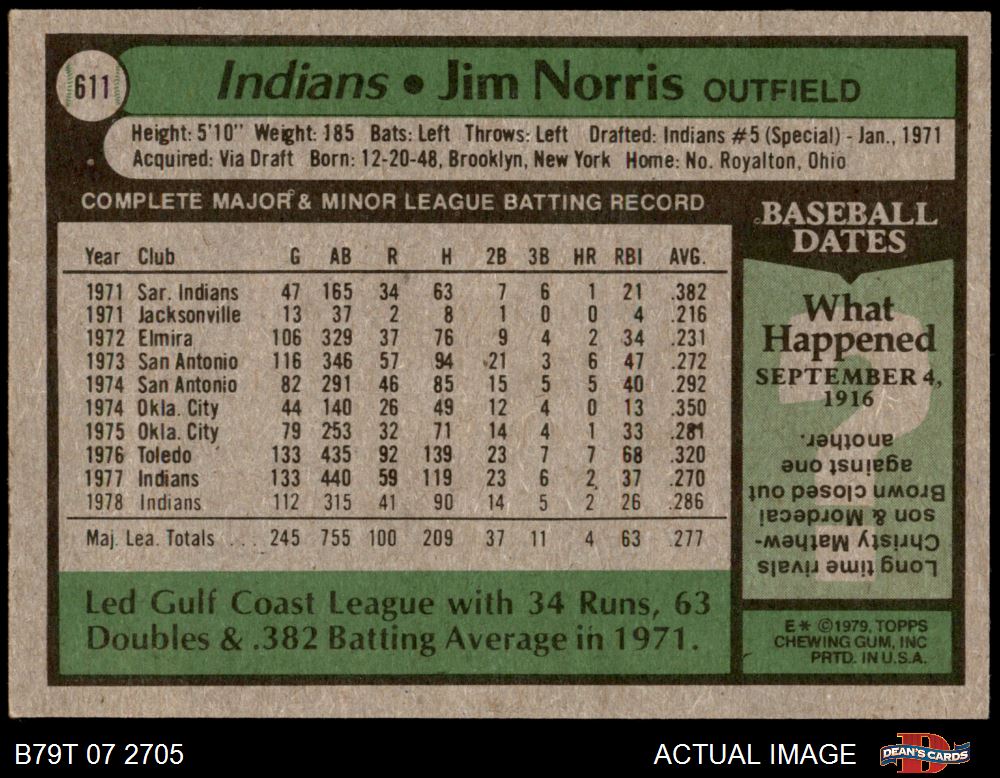 611
Indians • Jim Norris OUTFIELD
Height: 5'10" Weight: 185 Bats: Left Throws: Left Drafted: Indians #5 (Special) - Jan., 1971
Acquired: Via Draft Born: 12-20-48, Brooklyn, New York Home: No. Royalton, Ohio
COMPLETE MAJOR & MINOR LEAGUE BATTING RECORD
Year Club G AB R H 2B 3B HR RBI AVG.
1971 Sar. Indians 47 165 34 63 7 6 1 21 .382
1971 Jacksonville 13 37 2 8 1 0 0 4 .216
1972 Elmira 106 329 37 76 9 4 2 34 .231
1973 San Antonio 116 346 57 94 21 3 6 47 .272
1974 San Antonio 82 291 46 85 15 5 5 40 .292
1974 Okla. City 44 140 26 49 12 4 0 13 .350
1975 Okla. City 79 253 32 71 14 4 1 33 .281
1976 Toledo 133 435 92 139 23 7 7 68 .320
1977 Indians 133 440 59 119 23 6 2 37 .270
1978 Indians 112 315 41 90 14 5 2 26 .286
Maj. Lea. Totals ... 245 755 100 209 37 11 4 63 .277
Led Gulf Coast League with 34 Runs, 63
Doubles & .382 Batting Average in 1971.
BASEBALL
DATES
What
Happened
SEPTEMBER 4,
1916
Long time rivals
Christy Mathew-
son & Mordecai
Brown closed out
against one
another.
E* ©1979, TOPPS
CHEWING GUM, INC
PRTD. IN U.S.A.
B79T 07 2705
ACTUAL IMAGE
DEAN'S CARDS